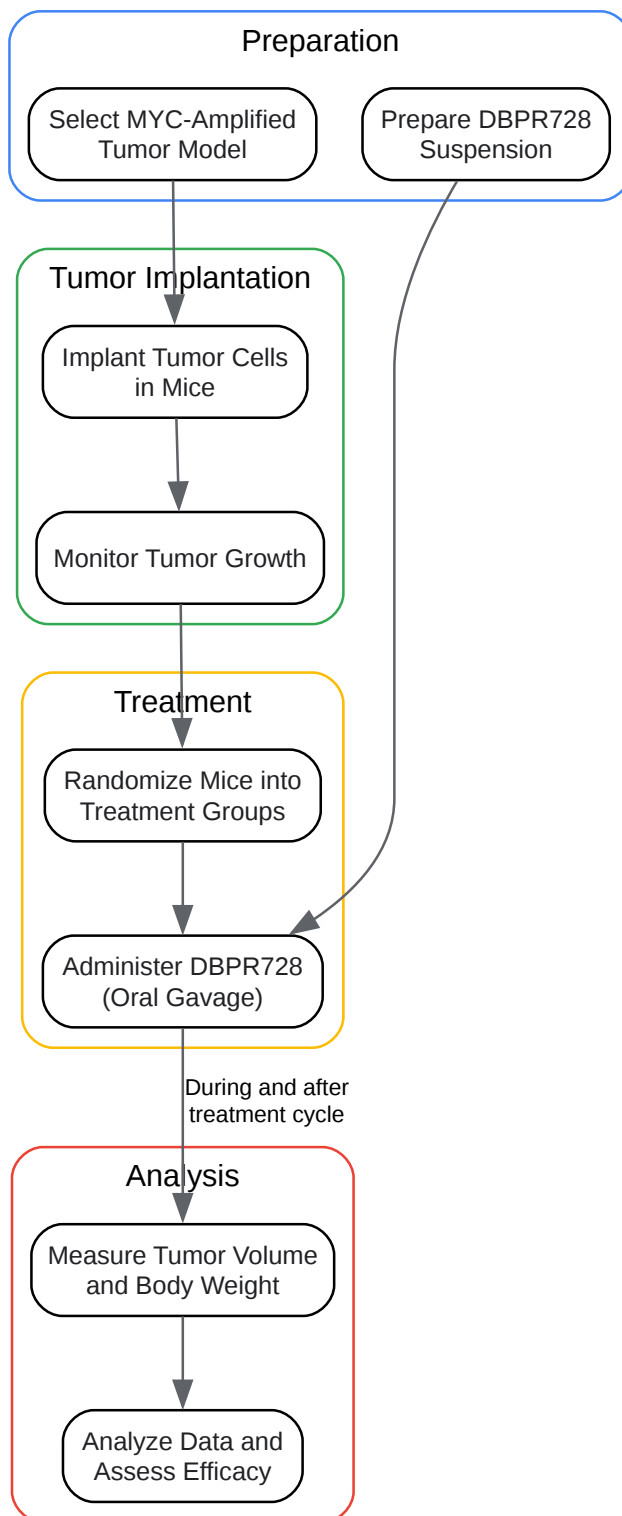 Preparation
Select MYC-Amplified
Tumor Model
Prepare DBPR728
Suspension
Tumor Implantation
Implant Tumor Cells
in Mice
Monitor Tumor Growth
Treatment
Randomize Mice into
Treatment Groups
Administer DBPR728
(Oral Gavage)
During and after
treatment cycle
Analysis
Measure Tumor Volume
and Body Weight
Analyze Data and
Assess Efficacy